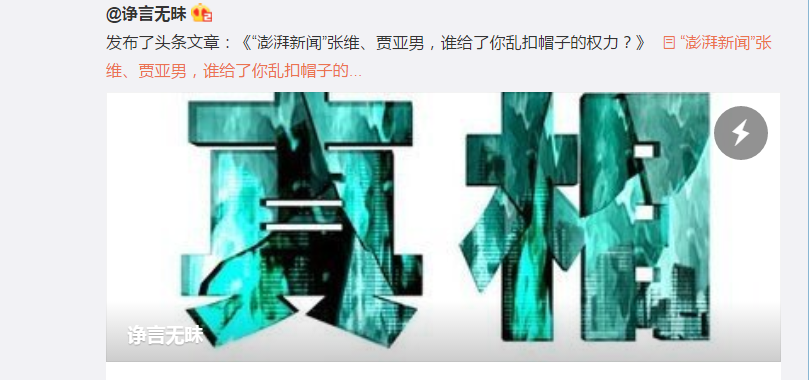 @诤言无昧
发布了头条文章：《“澎湃新闻”张维、贾亚男，谁给了你乱扣帽子的权力？》 “澎湃新闻”张
维、贾亚男，谁给了你乱扣帽子的...
真相
诤言无昧